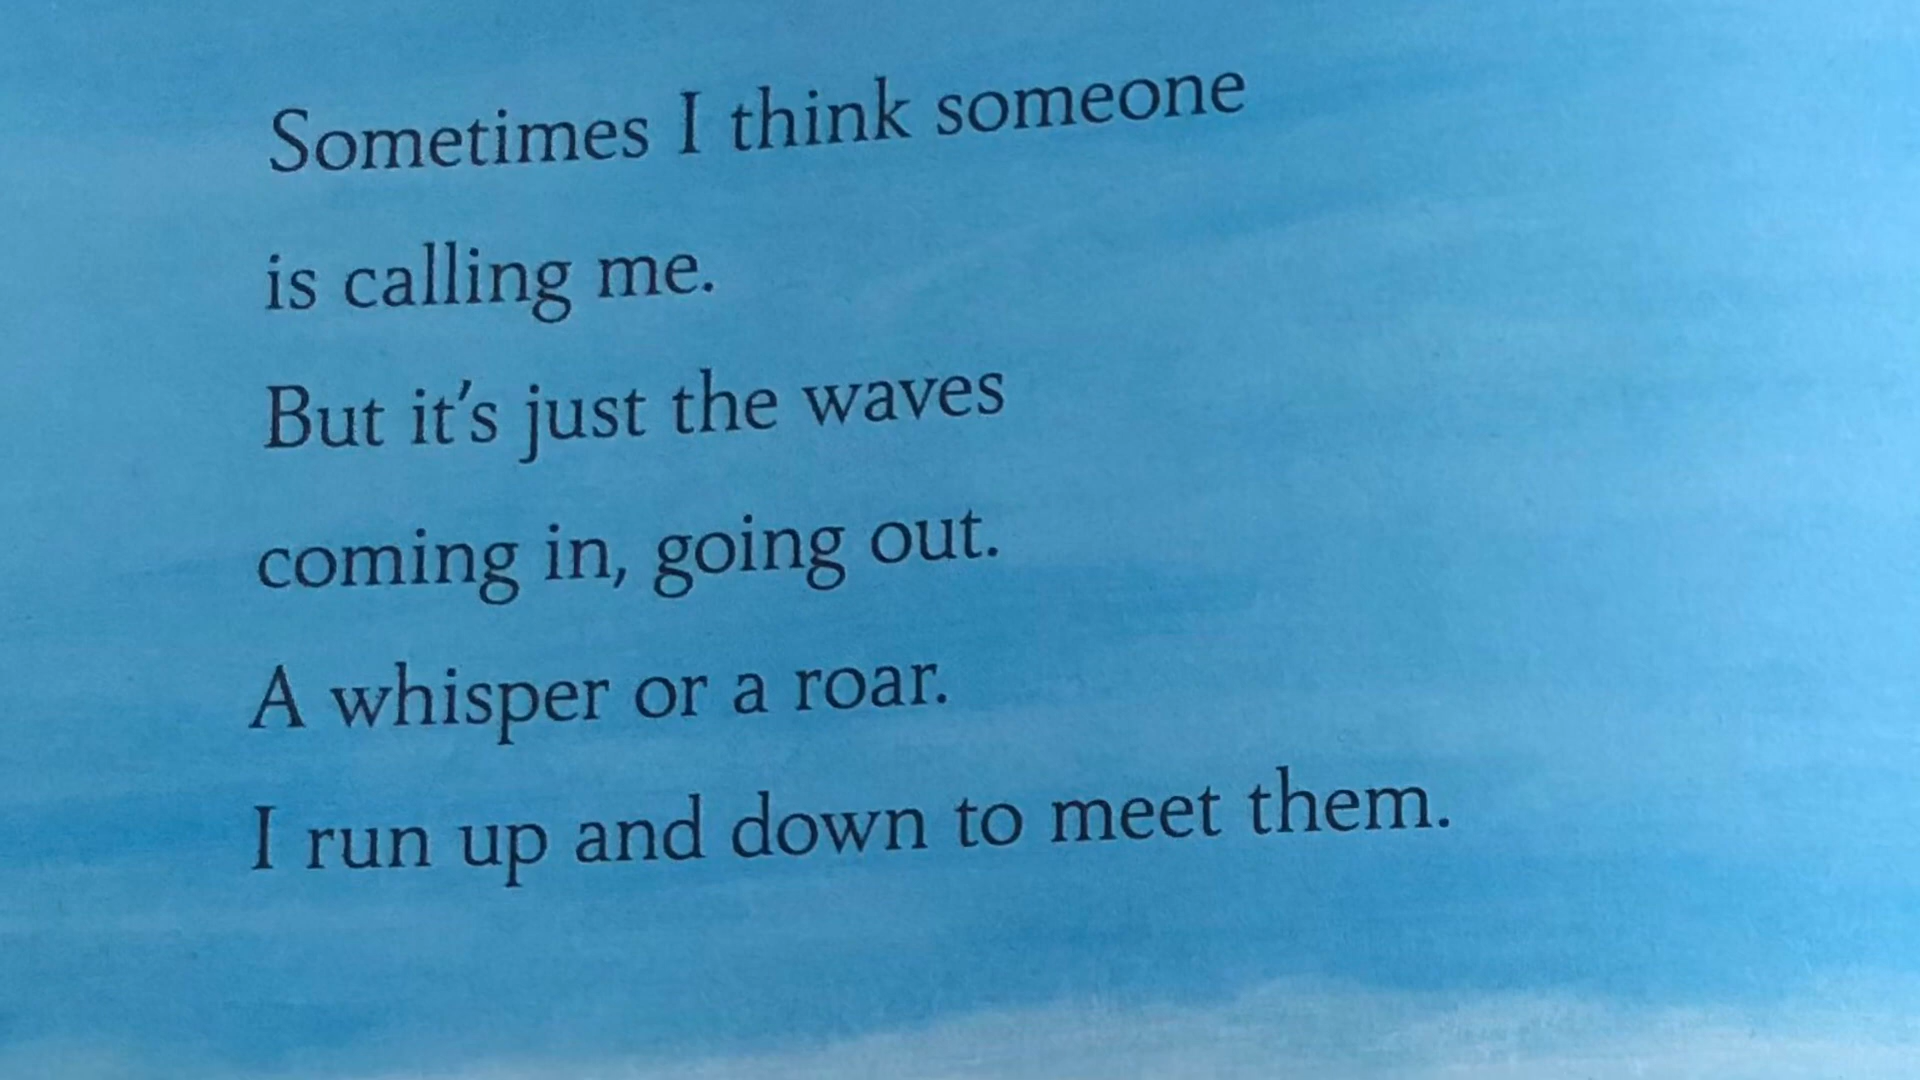 Sometimes I think someone
is calling me.
But it's just the waves
coming in, going out.
A whisper or a roar.
I run up and down to meet them.